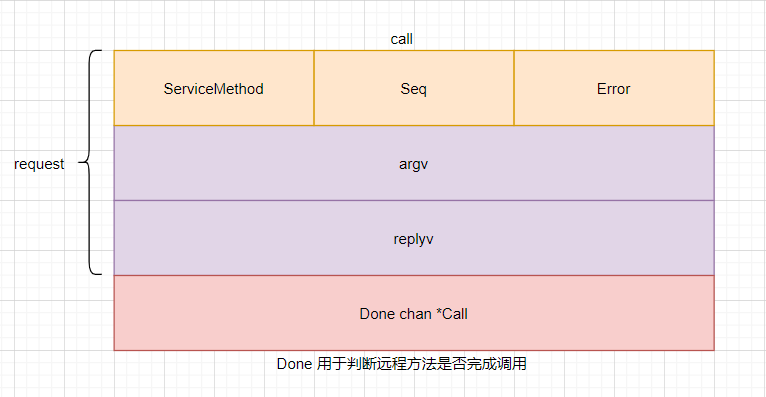 call
ServiceMethod Seq Error
request
argv
replyv
Done chan *Call
Done 用于判断远程方法是否完成调用